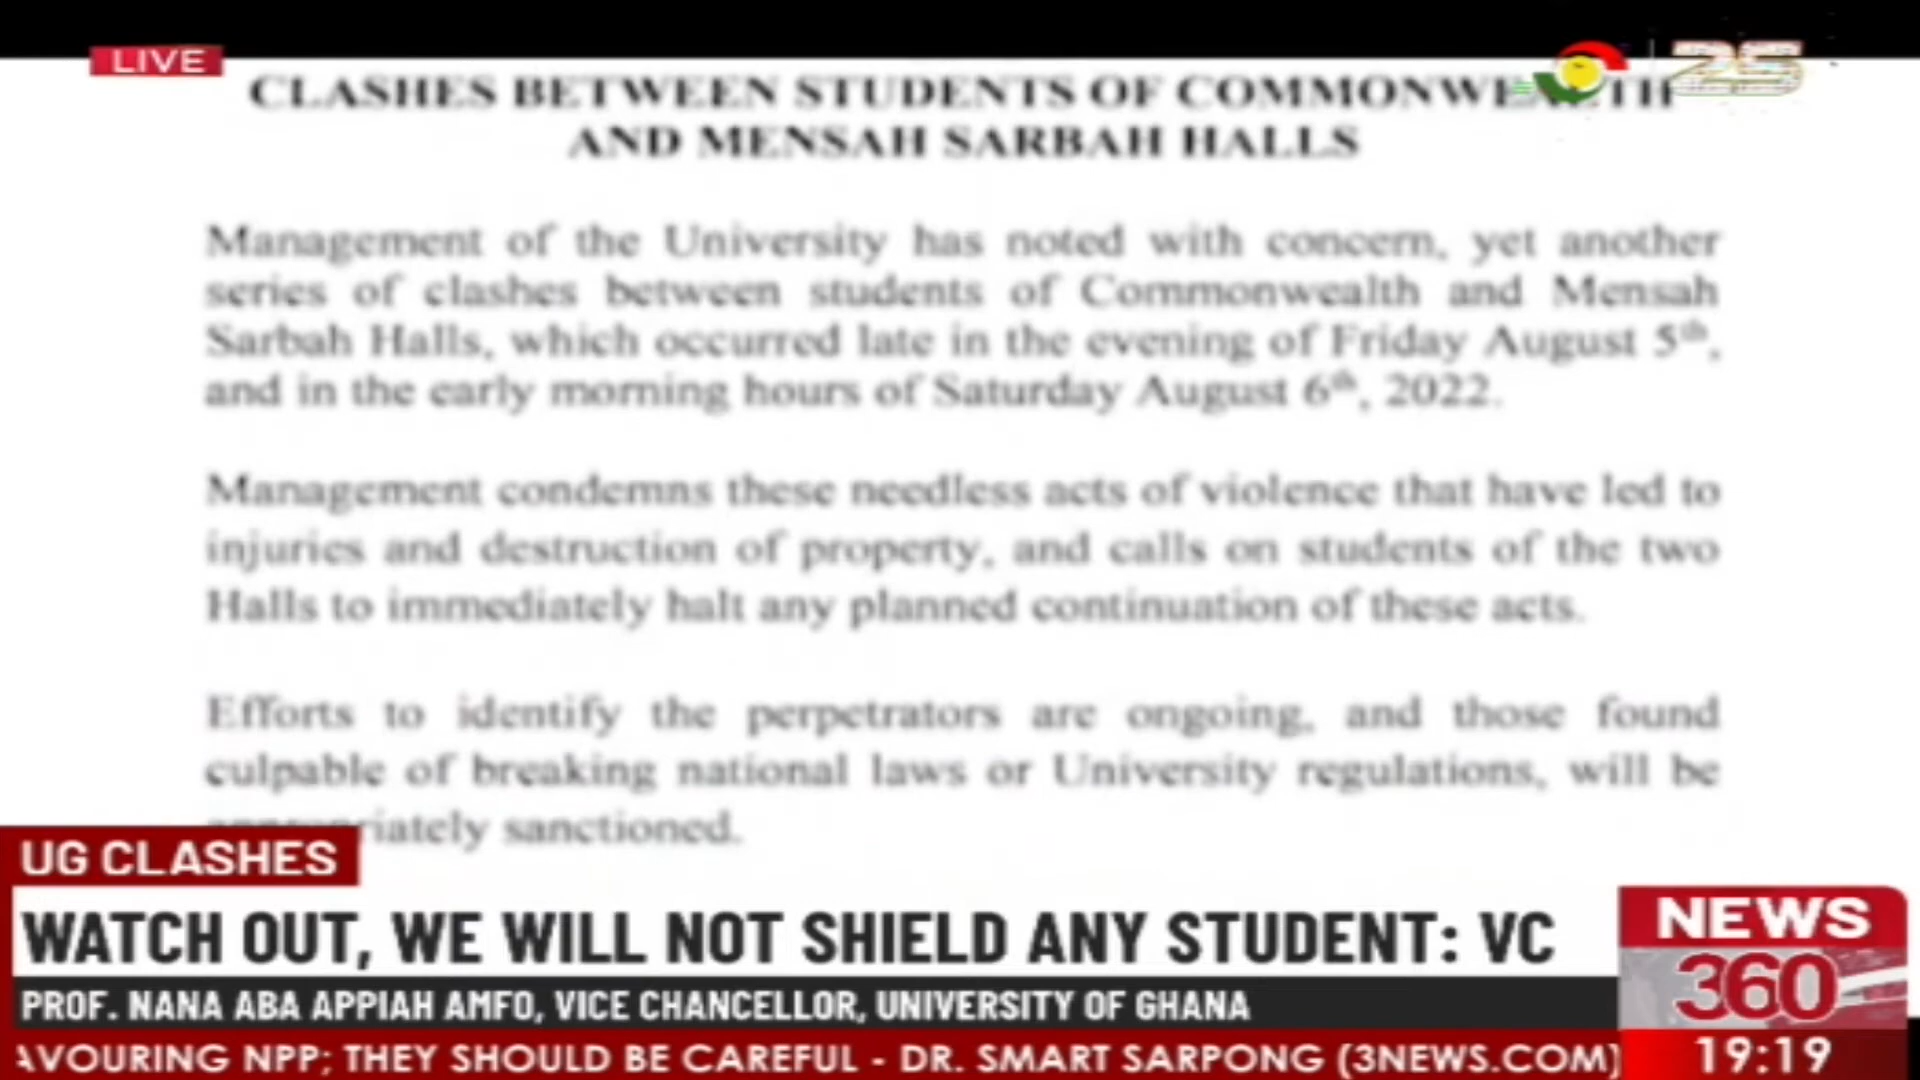 LIVE
25
CLASHES BETWEEN STUDENTS OF COMMONWEALTH
AND MENSAH SARBAH HALLS
Management of the University has noted with concern, yet another
series of clashes between students of Commonwealth and Mensah
Sarbah Halls, which occurred late in the evening of Friday August 5th,
and in the early morning hours of Saturday August 6th, 2022.
Management condemns these needless acts of violence that have led to
injuries and destruction of property, and calls on students of the two
Halls to immediately halt any planned continuation of these acts.
Efforts to identify the perpetrators are ongoing, and those found
culpable of breaking national laws or University regulations, will be
appropriately sanctioned.
UG CLASHES
WATCH OUT, WE WILL NOT SHIELD ANY STUDENT: VC
PROF. NANA ABA APPIAH AMFO, VICE CHANCELLOR, UNIVERSITY OF GHANA
NEWS
360
AVOURING NPP; THEY SHOULD BE CAREFUL - DR. SMART SARPONG (3NEWS.COM)
19:19